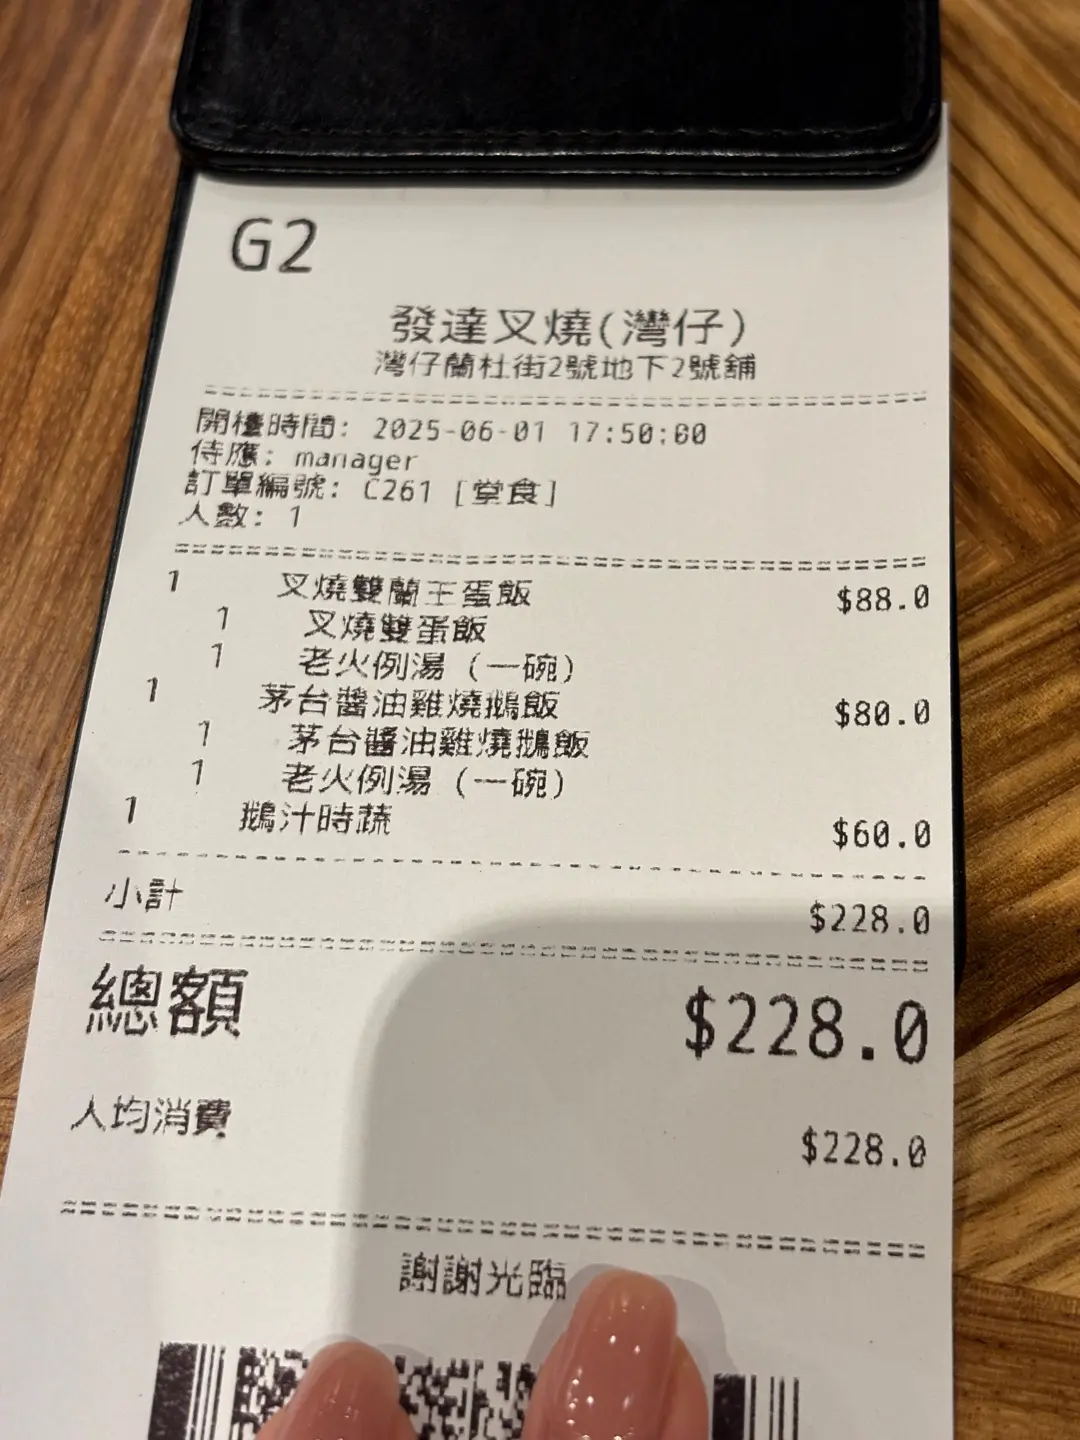 G2
發達叉燒(灣仔)
灣仔蘭杜街2號地下2號舖
開檯時間: 2025-06-01 17:50:00
侍應: manager
訂單編號: C261 [堂食]
人數: 1
1 叉燒雙蘭王蛋飯 $88.0
1 叉燒雙蛋飯
1 老火例湯 (一碗)
1 茅台醬油雞燒鵝飯 $80.0
1 茅台醬油雞燒鵝飯
1 老火例湯 (一碗)
1 鵝汁時蔬 $60.0
小計 $228.0
總額 $228.0
人均消費 $228.0
謝謝光臨